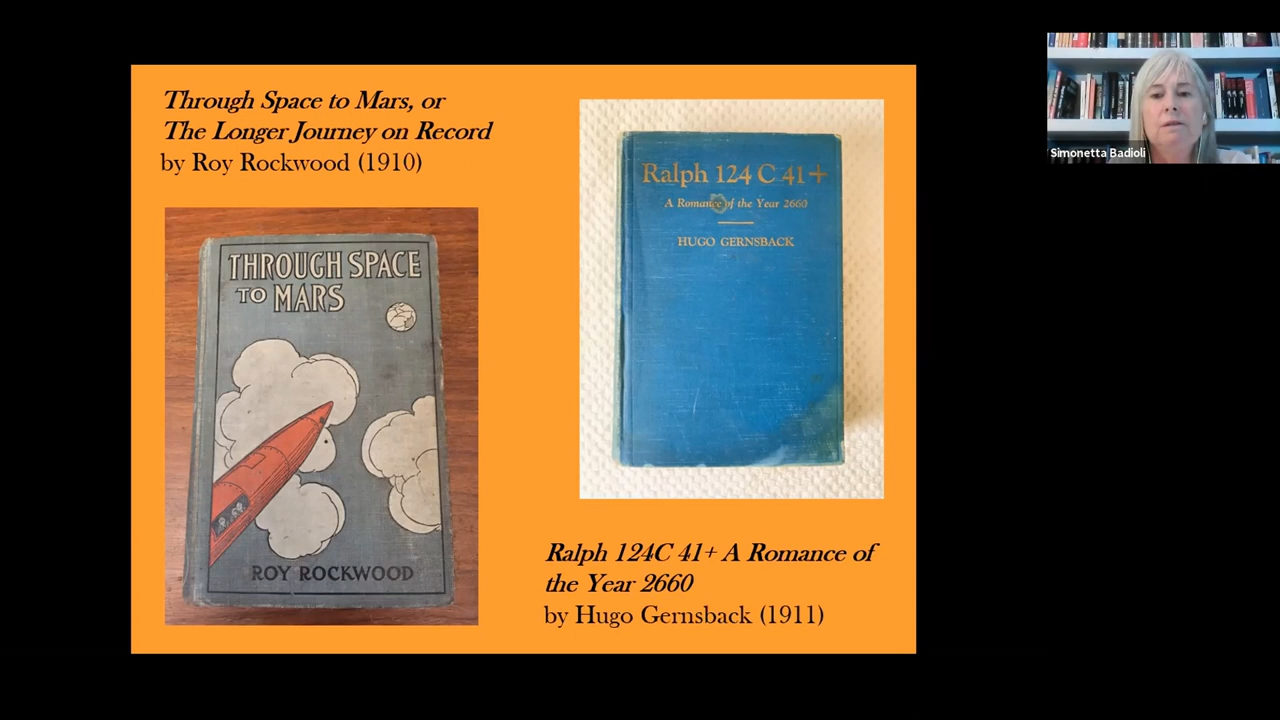 Through Space to Mars, or
The Longer Journey on Record
by Roy Rockwood (1910)
THROUGH SPACE
TO MARS
ROY ROCKWOOD
Ralph 124 C 41+
A Romance of the Year 2660
HUGO GERNSBACK
Ralph 124C 41+ A Romance of
the Year 2660
by Hugo Gernsback (1911)
Simonetta Badioli